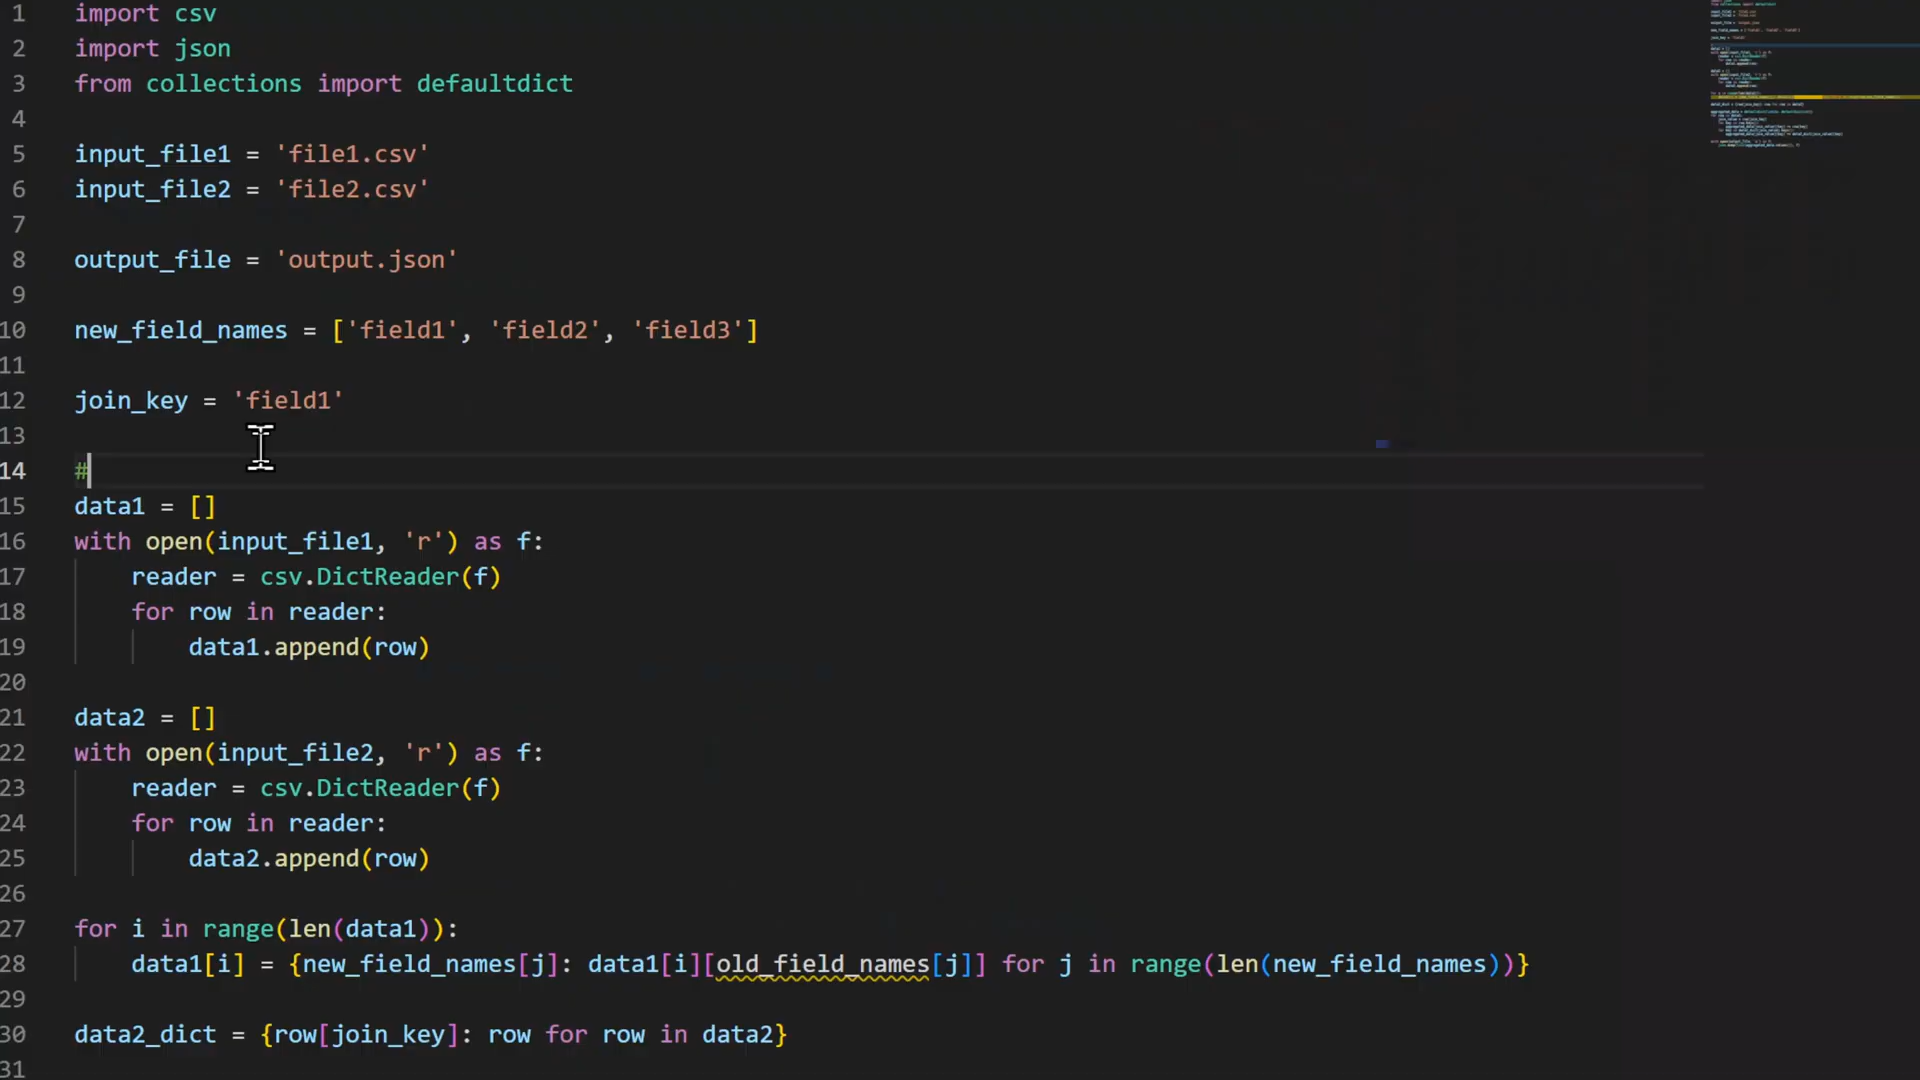 1 import csv
2 import json
3 from collections import defaultdict
4
5 input_file1 = 'file1.csv'
6 input_file2 = 'file2.csv'
7
8 output_file = 'output.json'
9
10 new_field_names = ['field1', 'field2', 'field3']
11
12 join_key = 'field1'
13
14 #
15 data1 = []
16 with open(input_file1, 'r') as f:
17     reader = csv.DictReader(f)
18     for row in reader:
19         data1.append(row)
20
21 data2 = []
22 with open(input_file2, 'r') as f:
23     reader = csv.DictReader(f)
24     for row in reader:
25         data2.append(row)
26
27 for i in range(len(data1)):
28     data1[i] = {new_field_names[j]: data1[i][old_field_names[j]] for j in range(len(new_field_names))}
29
30 data2_dict = {row[join_key]: row for row in data2}
31